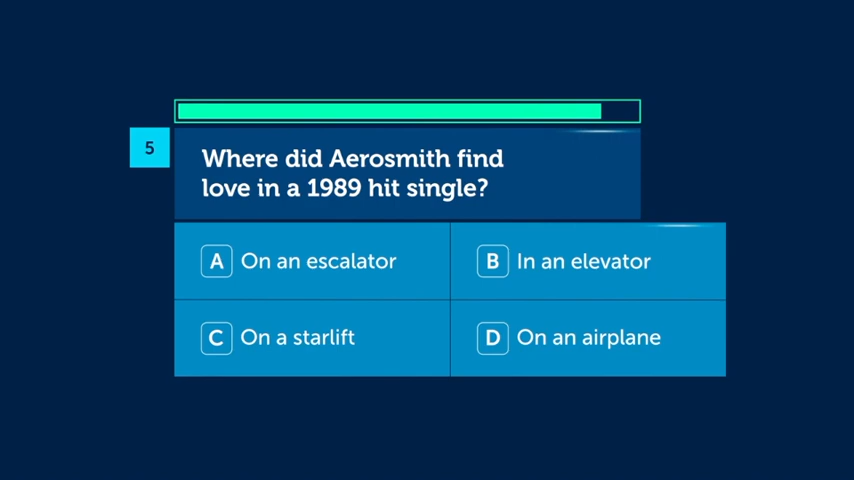 5
Where did Aerosmith find
love in a 1989 hit single?
A On an escalator
B In an elevator
C On a starlift
D On an airplane